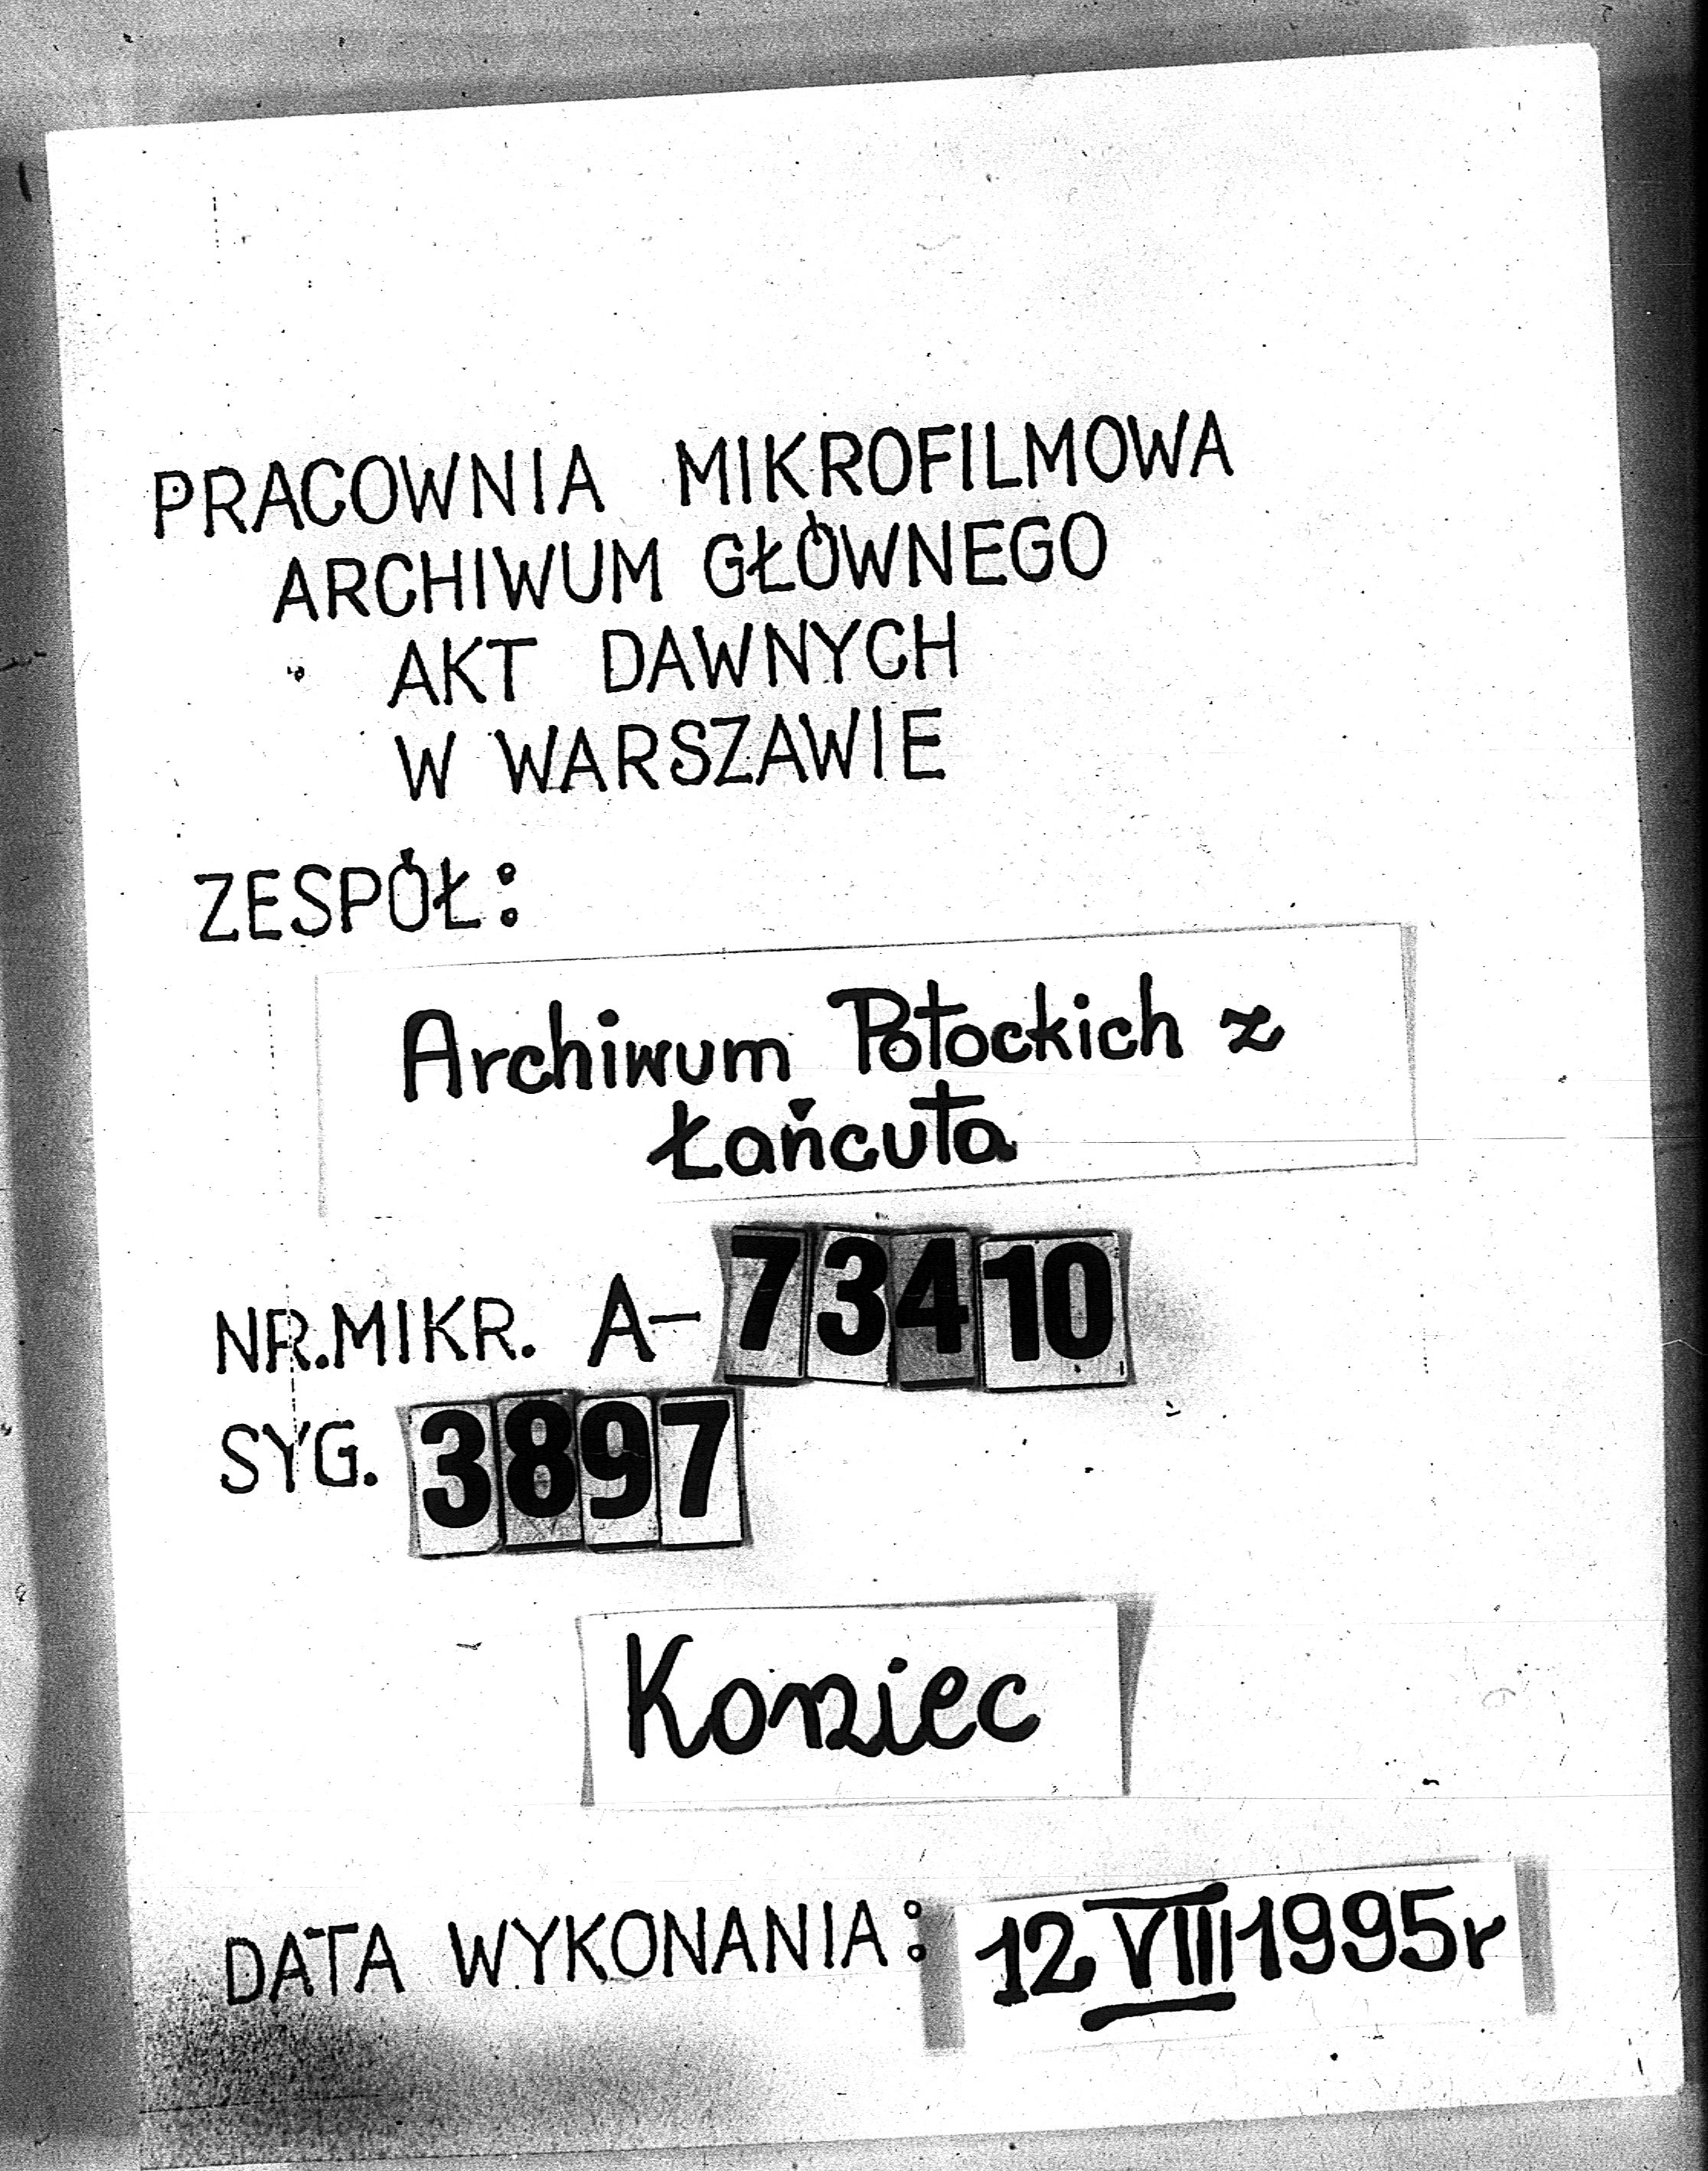 PRACOWNIA MIKROFILMOWA
ARCHIWUM GŁÓWNEGO
AKT DAWNYCH
W WARSZAWIE
ZESPÓŁ:
Archiwum Potockich z
Łańcuta
NR.MIKR. A-73410
SYG. 3897
Koniec
DATA WYKONANIA: 12 VIII 1995r